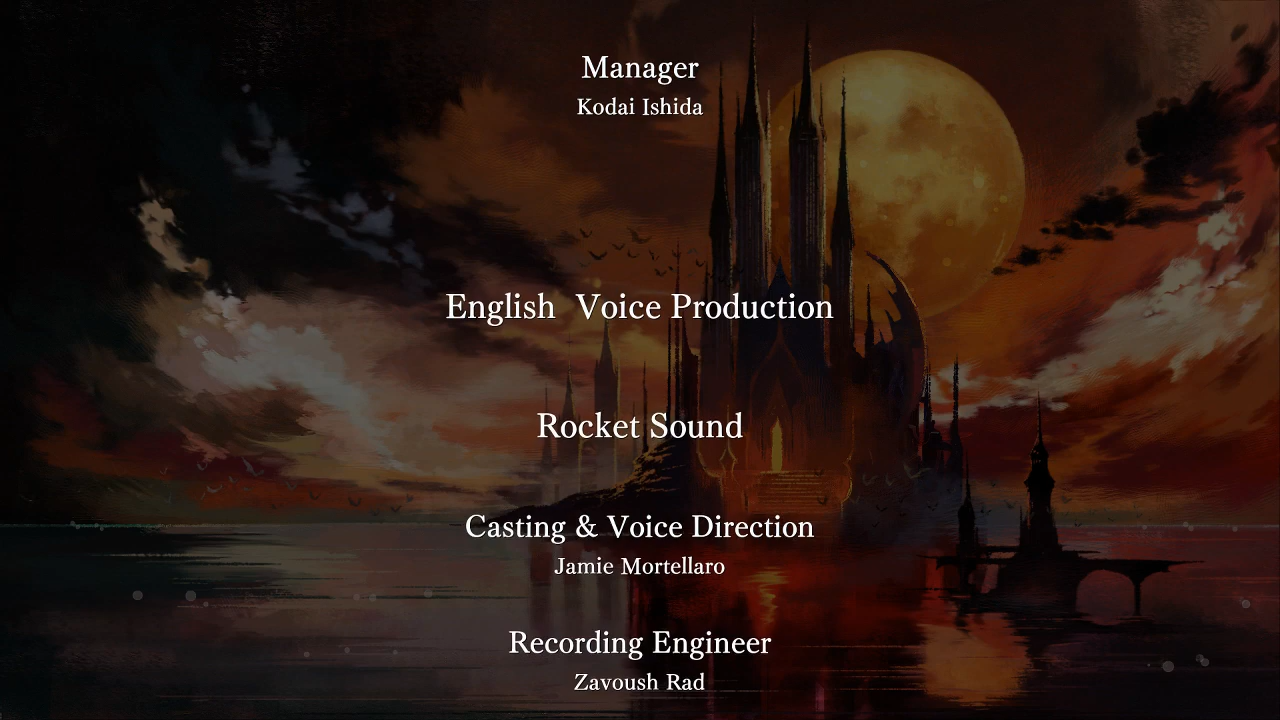 Manager
Kodai Ishida
English Voice Production
Rocket Sound
Casting & Voice Direction
Jamie Mortellaro
Recording Engineer
Zavoush Rad